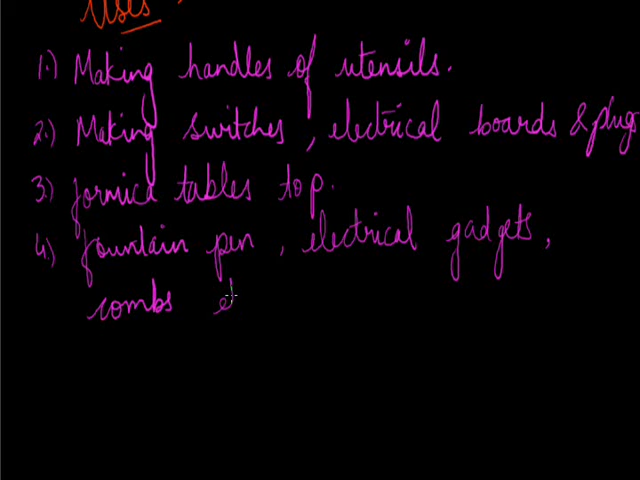 Uses
1.) Making handles of utensils.
2.) Making switches, electrical boards & plugs
3.) formica tables top.
4.) fountain pen, electrical gadgets,
combs